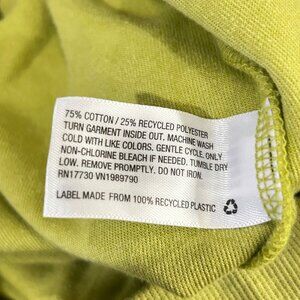 75% COTTON / 25% RECYCLED POLYESTER
TURN GARMENT INSIDE OUT. MACHINE WASH
COLD WITH LIKE COLORS. GENTLE CYCLE. ONLY
NON-CHLORINE BLEACH IF NEEDED. TUMBLE DRY
LOW. REMOVE PROMPTLY. DO NOT IRON.
RN17730 VN1989790
LABEL MADE FROM 100% RECYCLED PLASTIC